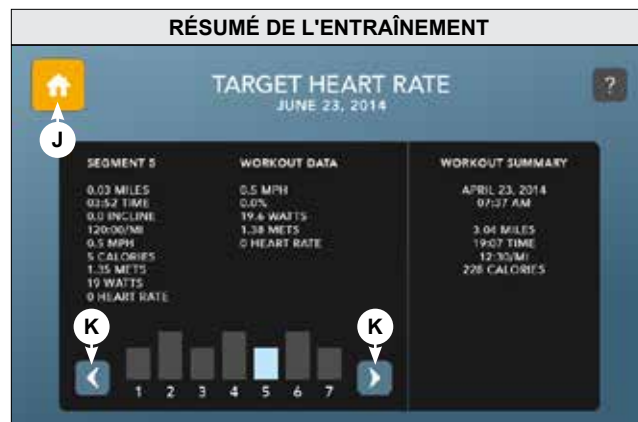 RÉSUMÉ DE L'ENTRAÎNEMENT
TARGET HEART RATE
JUNE 23, 2014
?
J
SEGMENT 5
0.03 MILES
03:52 TIME
0.0 INCLINE
120:00/MI
0.5 MPH
5 CALORIES
1.35 METS
19 WATTS
0 HEART RATE
WORKOUT DATA
0.5 MPH
0.0%
19.6 WATTS
1.38 METS
0 HEART RATE
WORKOUT SUMMARY
APRIL 23, 2014
07:37 AM
3.04 MILES
19:07 TIME
12:30/MI
228 CALORIES
K
K
1 2 3 4 5 6 7